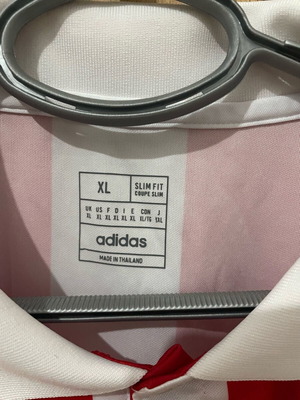 XL
SLIM FIT
COUPE SLIM
UK US F D I E CON J
XL XL XL XL XL XL XL/TG 3XL
adidas
MADE IN THAILAND